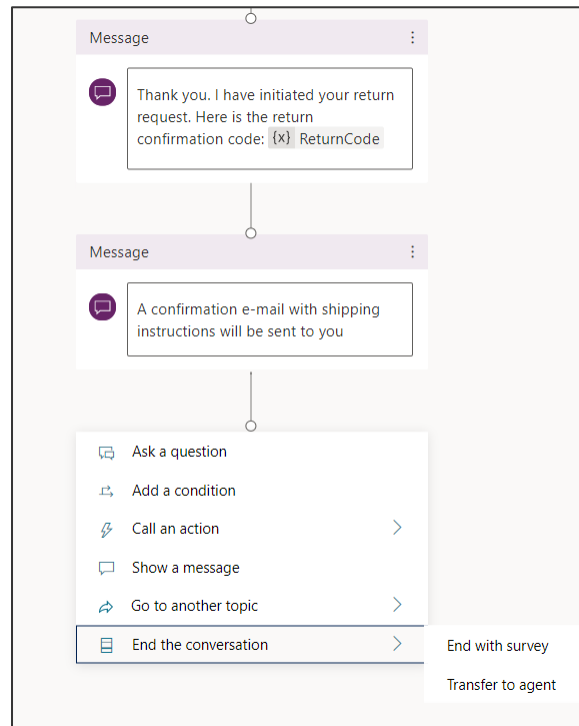 Message
Thank you. I have initiated your return
request. Here is the return
confirmation code: {x} ReturnCode
Message
A confirmation e-mail with shipping
instructions will be sent to you
Ask a question
Add a condition
Call an action
Show a message
Go to another topic
End the conversation
End with survey
Transfer to agent